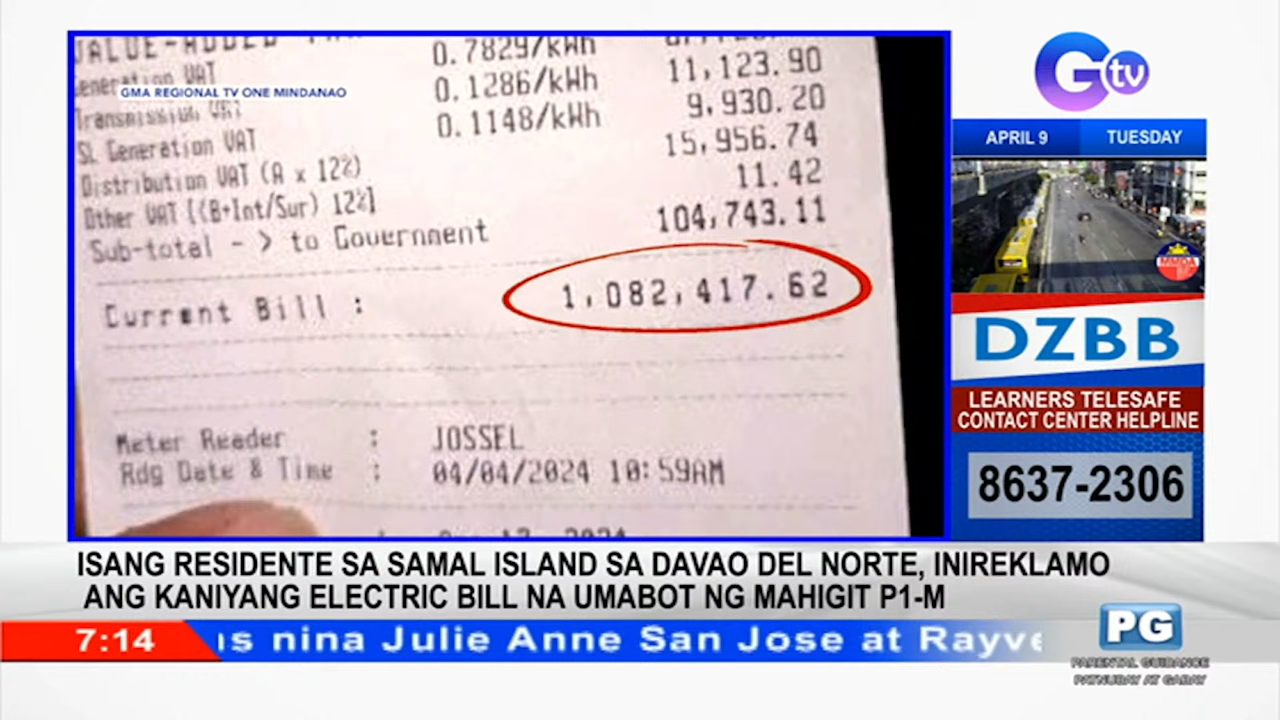 0.7829/kWh
Generation VAT 0.1286/kWh 11,123.90
GMA REGIONAL TV ONE MINDANAO
Transmission VAT 0.1148/kWh 9,930.20
SL Generation VAT 15,956.74
Distribution VAT (A x 12%) 11.42
Other VAT [(B+Int/Sur) 12%]
Sub-total - > to Government 104,743.11
Current Bill : 1,082,417.62
Meter Reader : JOSSEL
Rdg Date & Time : 04/04/2024 10:59AM
Gtv
APRIL 9 TUESDAY
MMDA
DZBB
LEARNERS TELESAFE
CONTACT CENTER HELPLINE
8637-2306
ISANG RESIDENTE SA SAMAL ISLAND SA DAVAO DEL NORTE, INIREKLAMO
ANG KANIYANG ELECTRIC BILL NA UMABOT NG MAHIGIT P1-M
7:14 nina Julie Anne San Jose at
PG
PARENTAL GUIDANCE
PATNUBAY AT GABAY